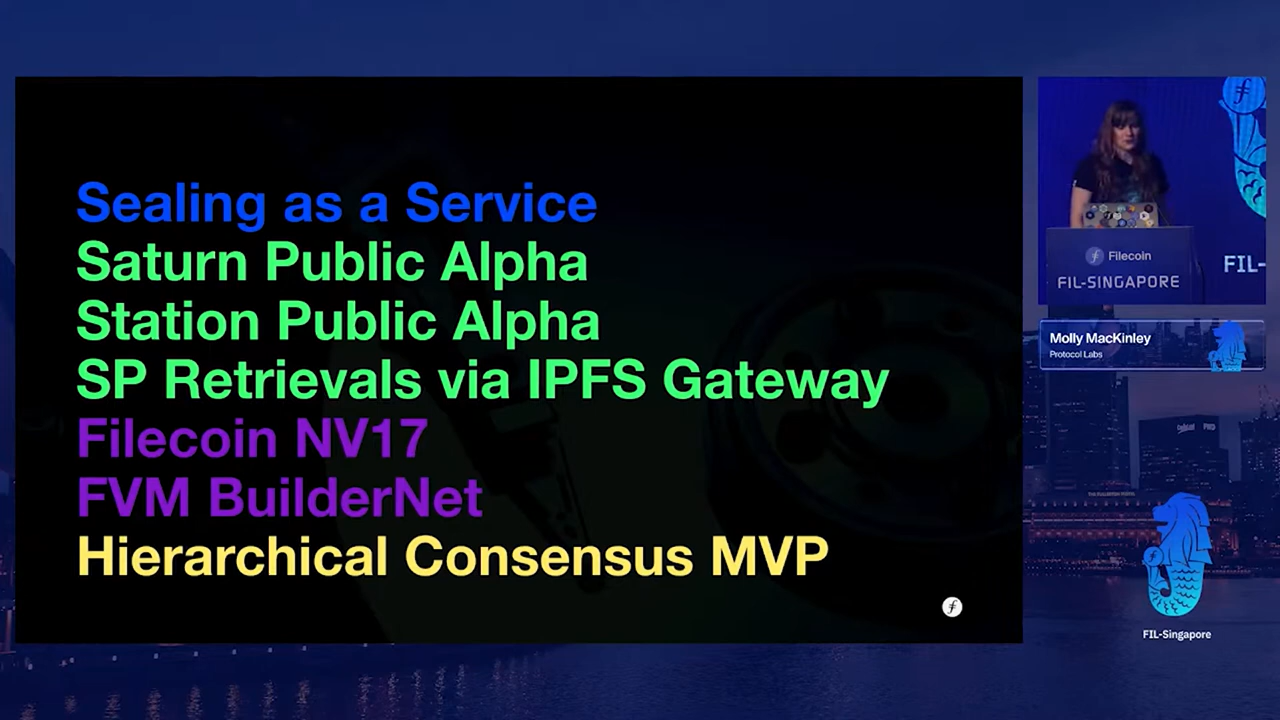 Sealing as a Service
Saturn Public Alpha
Station Public Alpha
SP Retrievals via IPFS Gateway
Filecoin NV17
FVM BuilderNet
Hierarchical Consensus MVP
Filecoin
FIL-SINGAPORE
FIL-
Molly MacKinley
Protocol Labs
FIL-Singapore